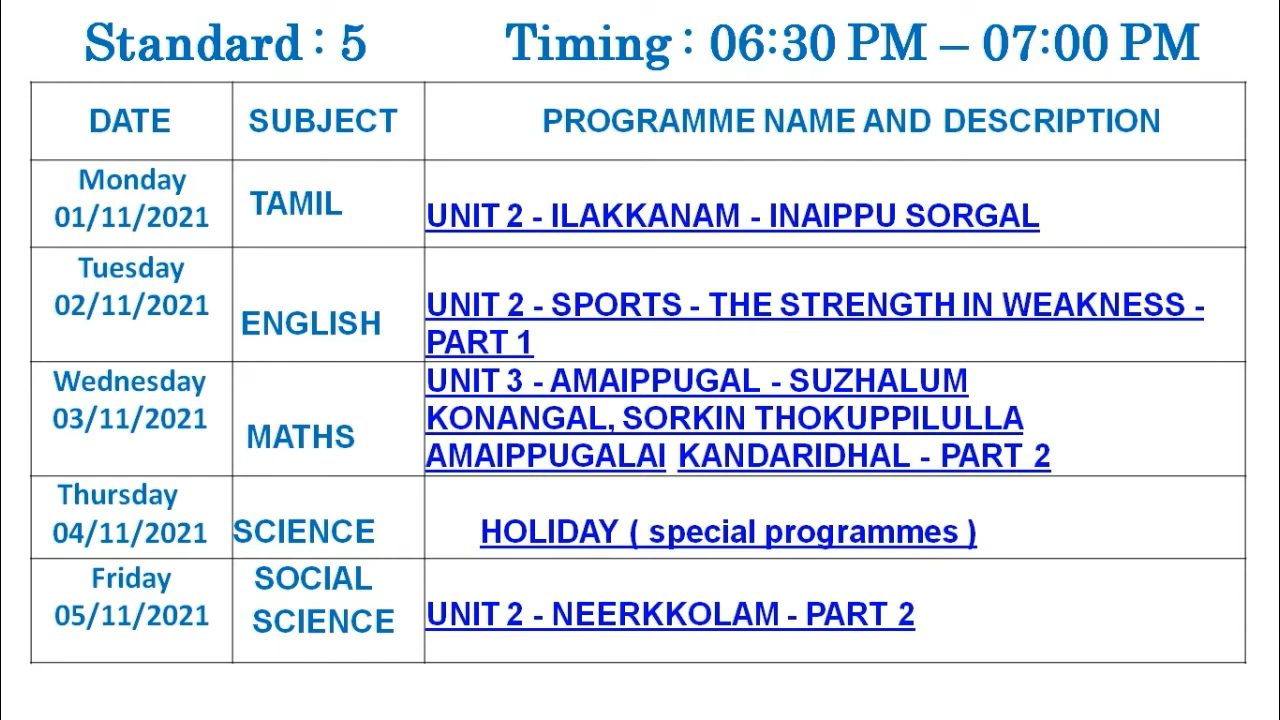 Standard : 5 Timing : 06:30 PM – 07:00 PM
DATE SUBJECT PROGRAMME NAME AND DESCRIPTION
Monday
01/11/2021
TAMIL
UNIT 2 - ILAKKANAM - INAIPPU SORGAL
Tuesday
02/11/2021
ENGLISH
UNIT 2 - SPORTS - THE STRENGTH IN WEAKNESS -
PART 1
Wednesday
03/11/2021
MATHS
UNIT 3 - AMAIPPUGAL - SUZHALUM
KONANGAL, SORKIN THOKUPPILULLA
AMAIPPUGALAI KANDARIDHAL - PART 2
Thursday
04/11/2021
SCIENCE
HOLIDAY ( special programmes )
Friday
05/11/2021
SOCIAL
SCIENCE
UNIT 2 - NEERKKOLAM - PART 2